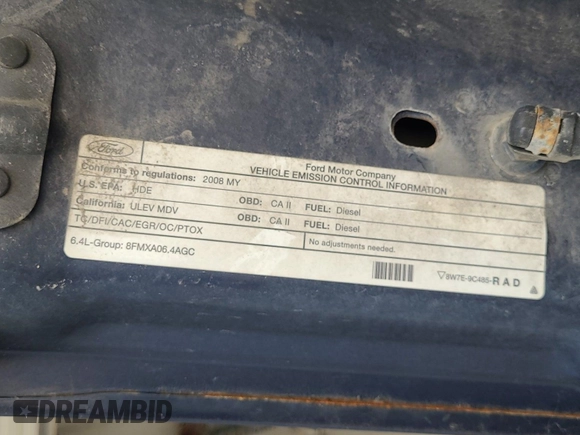 Ford
Ford Motor Company
VEHICLE EMISSION CONTROL INFORMATION
Conforms to regulations: 2008 MY
U.S. EPA: HDE OBD: CA II FUEL: Diesel
California: ULEV MDV OBD: CA II FUEL: Diesel
TC/DFI/CAC/EGR/OC/PTOX No adjustments needed.
6.4L-Group: 8FMXA06.4AGC
▽8W7E-9C485-R A D
DREAMBID